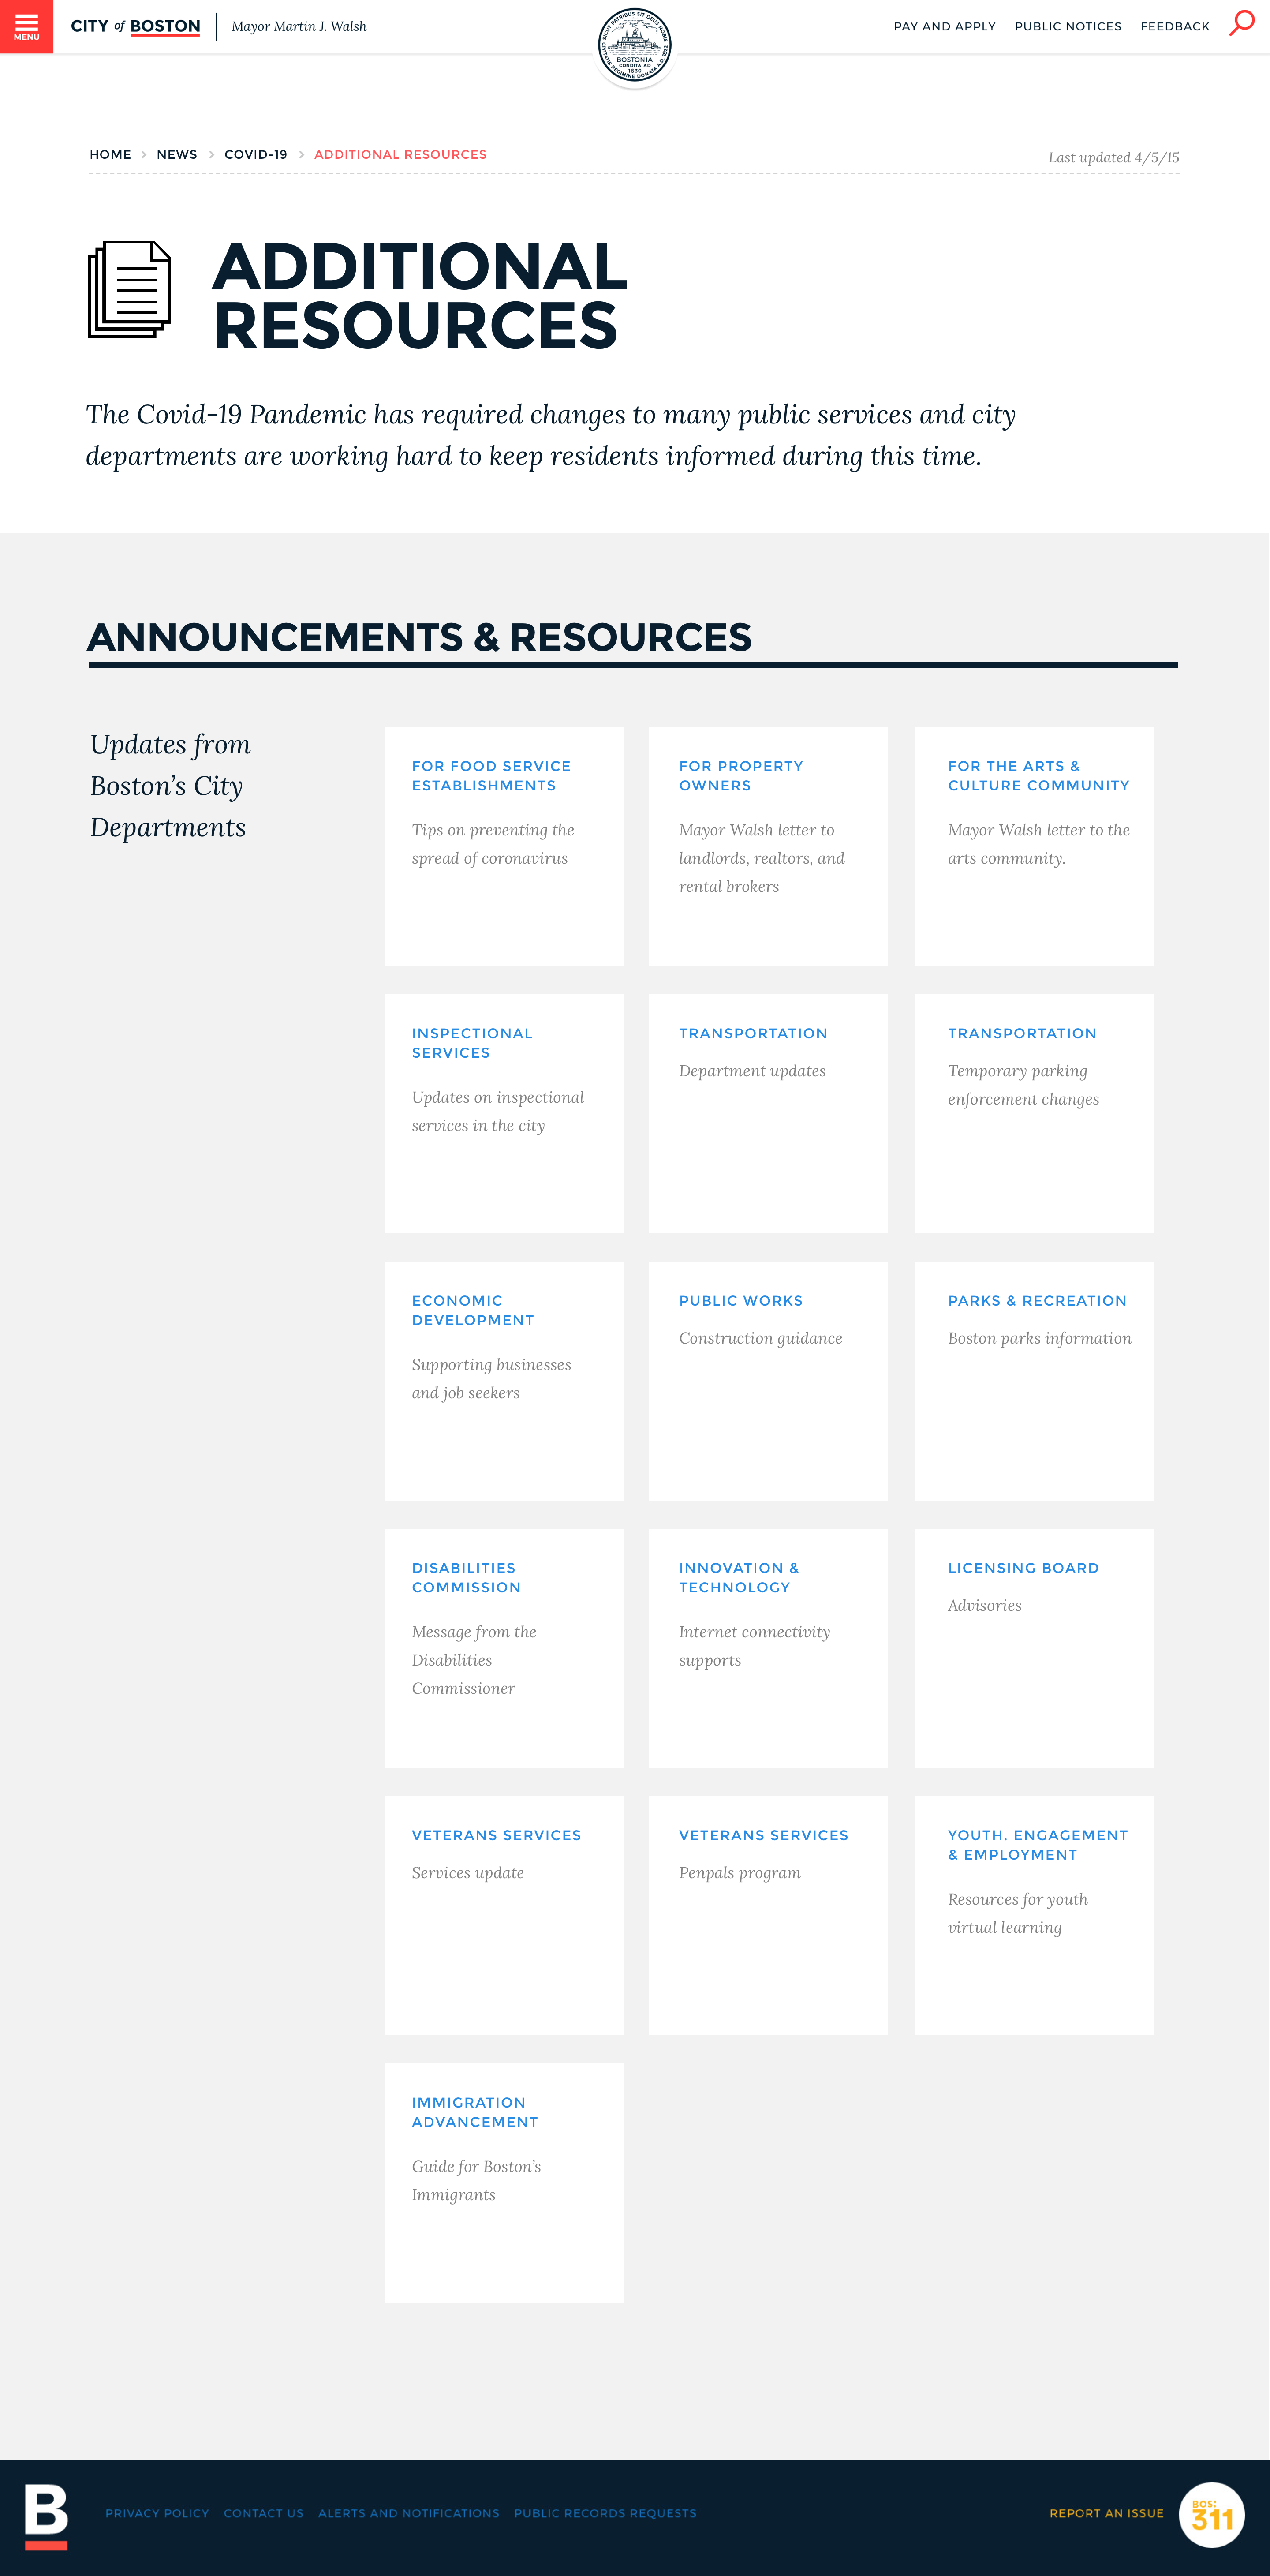 MENU
CITY of BOSTON
Mayor Martin J. Walsh
SICUT PATRIBUS SIT DEUS NOBIS
BOSTONIA
CONDITA AD
1630
CIVITATIS REGIMINE DONATA A.D.
PAY AND APPLY PUBLIC NOTICES FEEDBACK
HOME > NEWS > COVID-19 > ADDITIONAL RESOURCES
Last updated 4/5/15
ADDITIONAL
RESOURCES
The Covid-19 Pandemic has required changes to many public services and city
departments are working hard to keep residents informed during this time.
ANNOUNCEMENTS & RESOURCES
Updates from
Boston’s City
Departments
FOR FOOD SERVICE
ESTABLISHMENTS
Tips on preventing the
spread of coronavirus
FOR PROPERTY
OWNERS
Mayor Walsh letter to
landlords, realtors, and
rental brokers
FOR THE ARTS &
CULTURE COMMUNITY
Mayor Walsh letter to the
arts community.
INSPECTIONAL
SERVICES
Updates on inspectional
services in the city
TRANSPORTATION
Department updates
TRANSPORTATION
Temporary parking
enforcement changes
ECONOMIC
DEVELOPMENT
Supporting businesses
and job seekers
PUBLIC WORKS
Construction guidance
PARKS & RECREATION
Boston parks information
DISABILITIES
COMMISSION
Message from the
Disabilities
Commissioner
INNOVATION &
TECHNOLOGY
Internet connectivity
supports
LICENSING BOARD
Advisories
VETERANS SERVICES
Services update
VETERANS SERVICES
Penpals program
YOUTH. ENGAGEMENT
& EMPLOYMENT
Resources for youth
virtual learning
IMMIGRATION
ADVANCEMENT
Guide for Boston’s
Immigrants
B
PRIVACY POLICY CONTACT US ALERTS AND NOTIFICATIONS PUBLIC RECORDS REQUESTS
REPORT AN ISSUE
BOS:
311